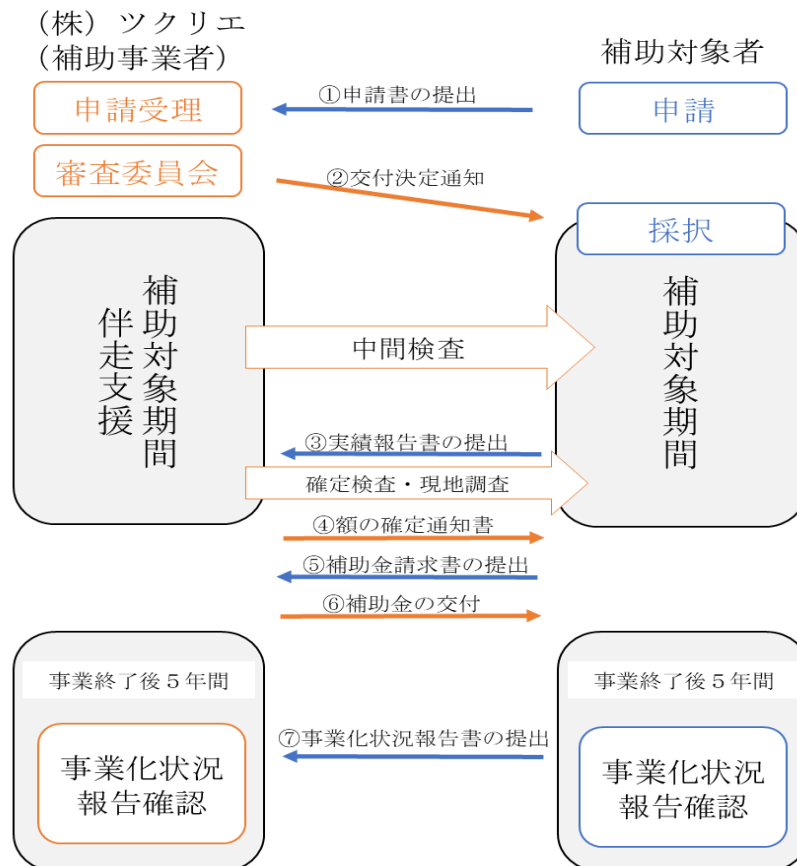 (株)ツクリエ
(補助事業者)
補助対象者
申請受理
①申請書の提出
申請
審査委員会
②交付決定通知
採択
補助対象期間
伴走支援
中間検査
補助対象期間
③実績報告書の提出
確定検査・現地調査
④額の確定通知書
⑤補助金請求書の提出
⑥補助金の交付
事業終了後5年間
事業終了後5年間
⑦事業化状況報告書の提出
事業化状況
報告確認
事業化状況
報告確認